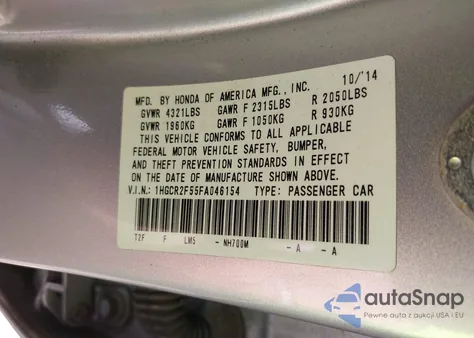 MFD. BY HONDA OF AMERICA MFG., INC. 10/'14
GVWR 4321LBS GAWR F 2315LBS R 2050LBS
GVWR 1960KG GAWR F 1050KG R 930KG
THIS VEHICLE CONFORMS TO ALL APPLICABLE
FEDERAL MOTOR VEHICLE SAFETY, BUMPER,
AND THEFT PREVENTION STANDARDS IN EFFECT
ON THE DATE OF MANUFACTURE SHOWN ABOVE.
V.I.N.: 1HGCR2F55FA046154 TYPE: PASSENGER CAR
T2F F LM5 - NH700M - A - A
autoSnap
Pewne auta z aukcji USA i EU